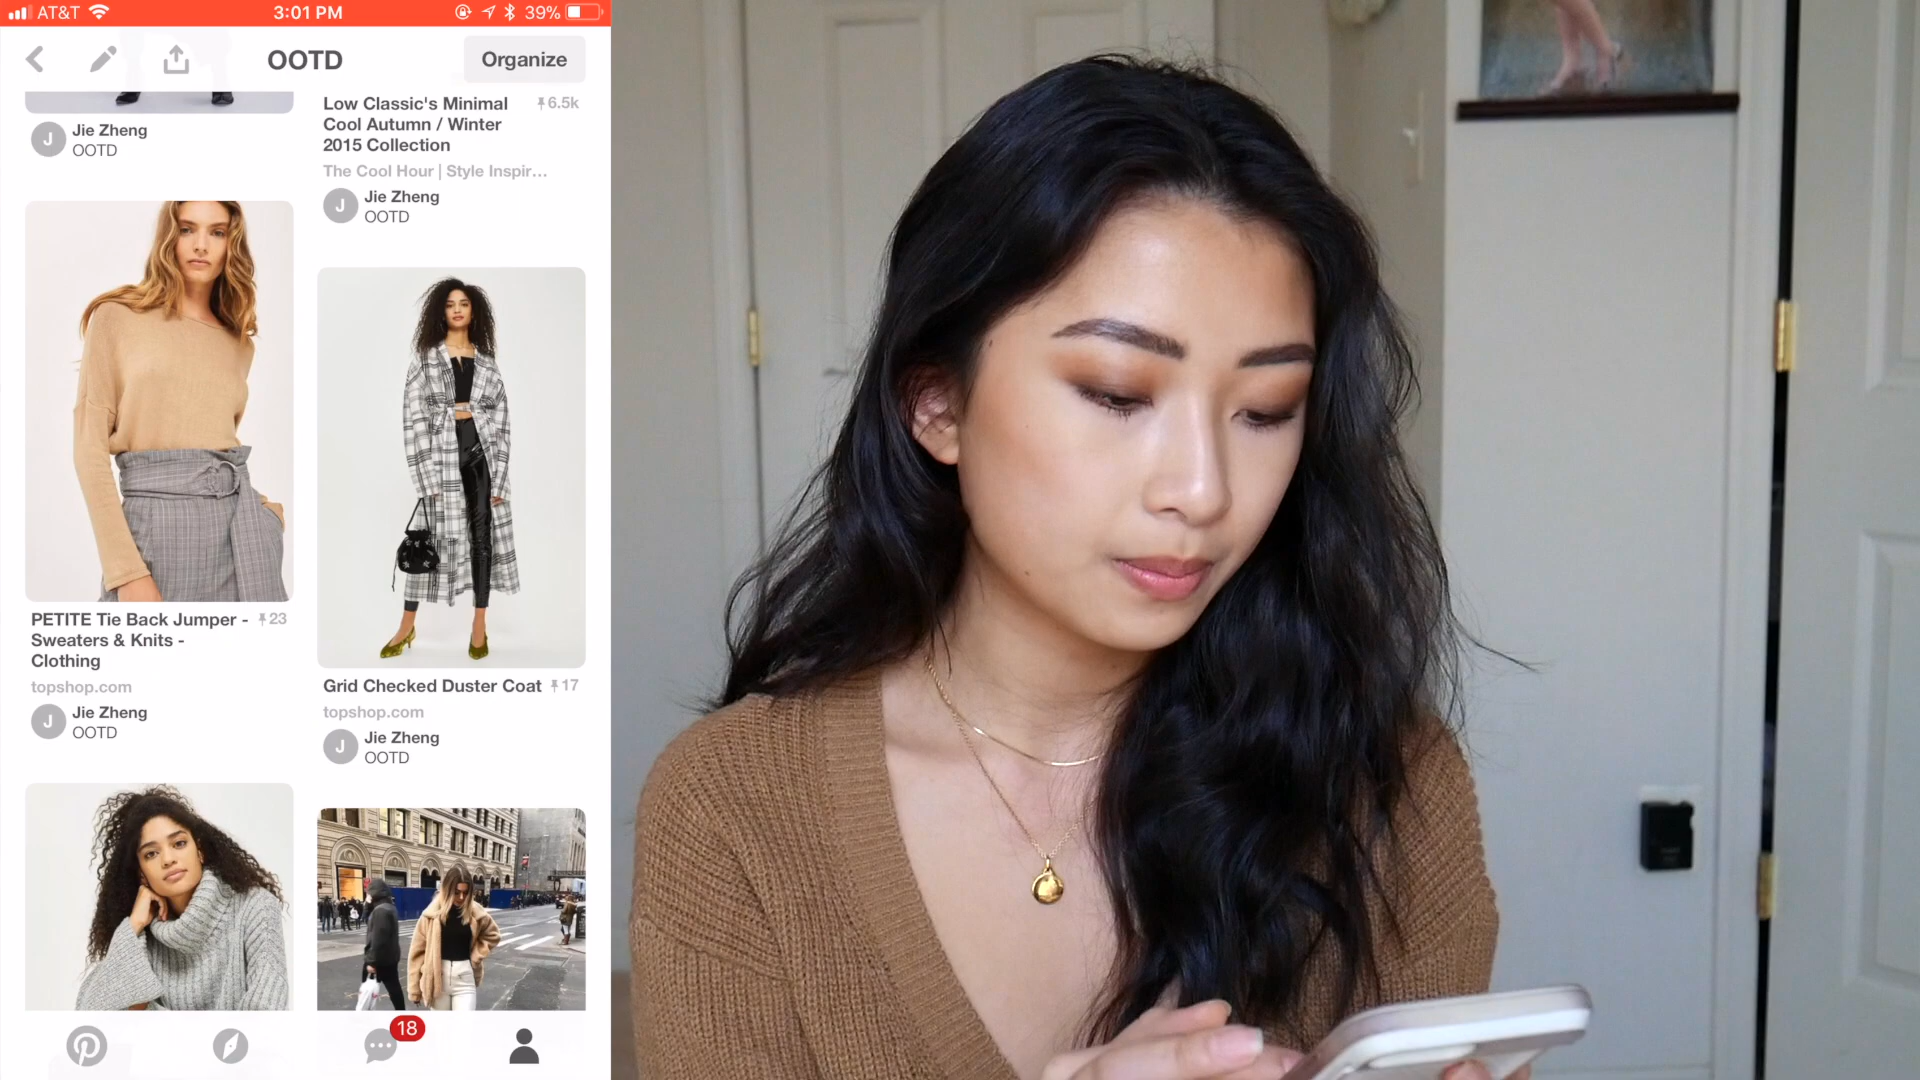 AT&T
3:01 PM
39%
OOTD
Organize
Jie Zheng
OOTD
Low Classic's Minimal
Cool Autumn / Winter
2015 Collection
6.5k
The Cool Hour | Style Inspir...
J
Jie Zheng
OOTD
J
PETITE Tie Back Jumper -
Sweaters & Knits -
Clothing
23
topshop.com
J
Jie Zheng
OOTD
Grid Checked Duster Coat
17
topshop.com
J
Jie Zheng
OOTD
18